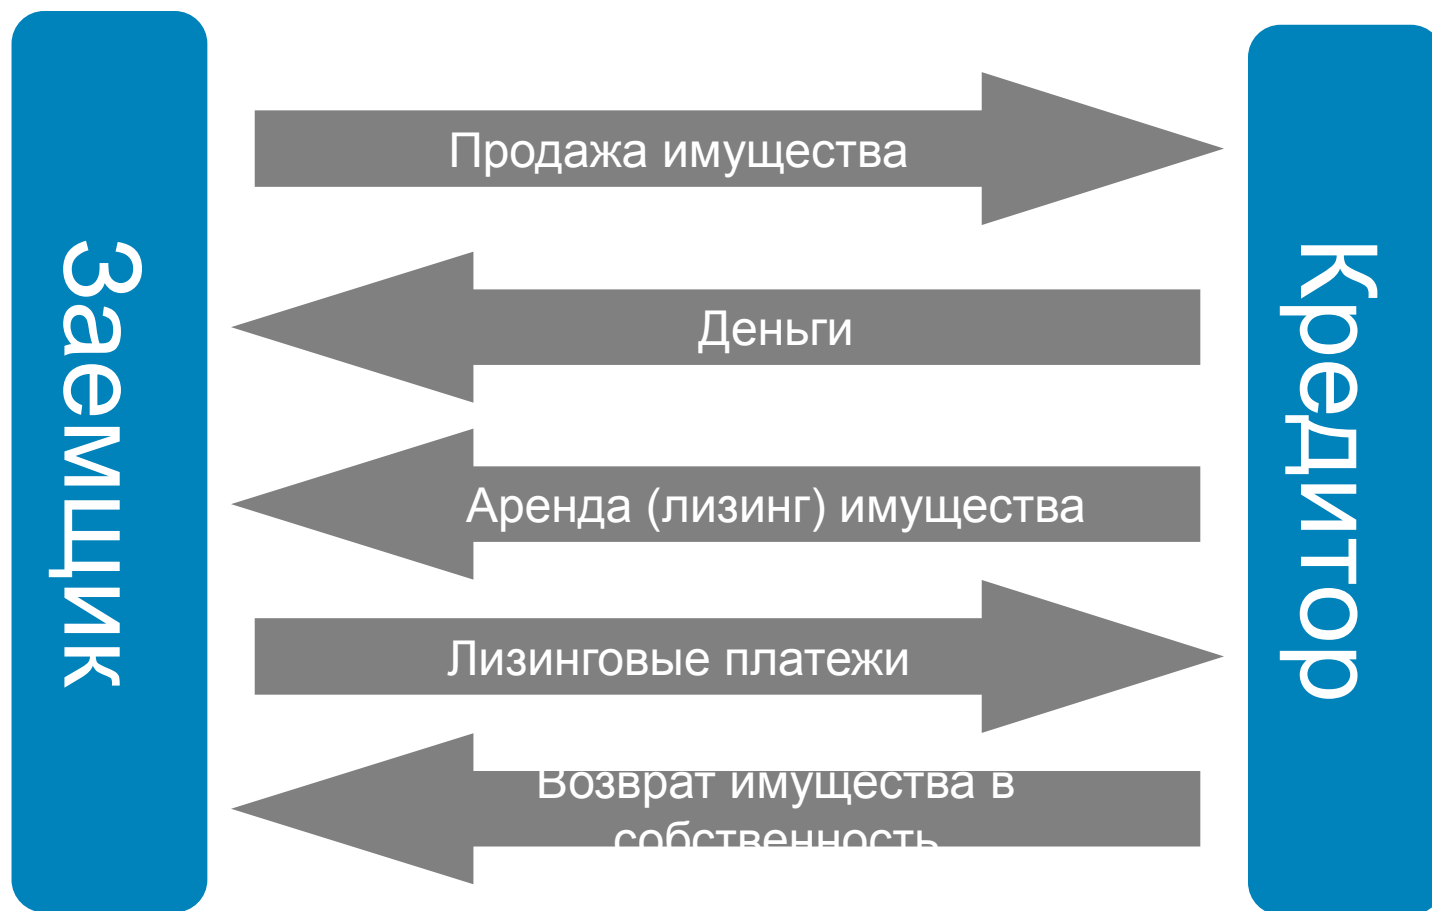 Заемщик
Продажа имущества
Деньги
Аренда (лизинг) имущества
Лизинговые платежи
Возврат имущества в
собственность
Кредитор